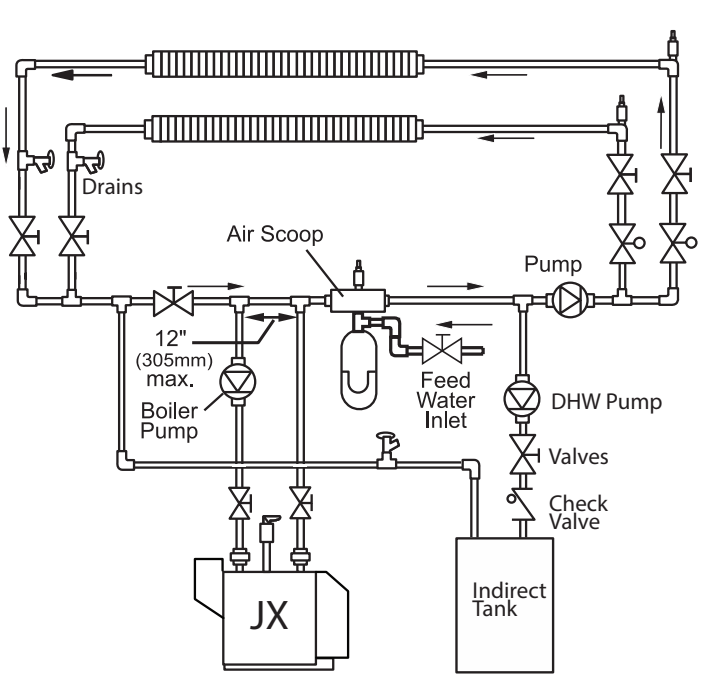 Drains
Air Scoop
Pump
12"
(305mm)
max.
Boiler
Pump
Feed
Water
Inlet
DHW Pump
Valves
Check
Valve
JX
Indirect
Tank